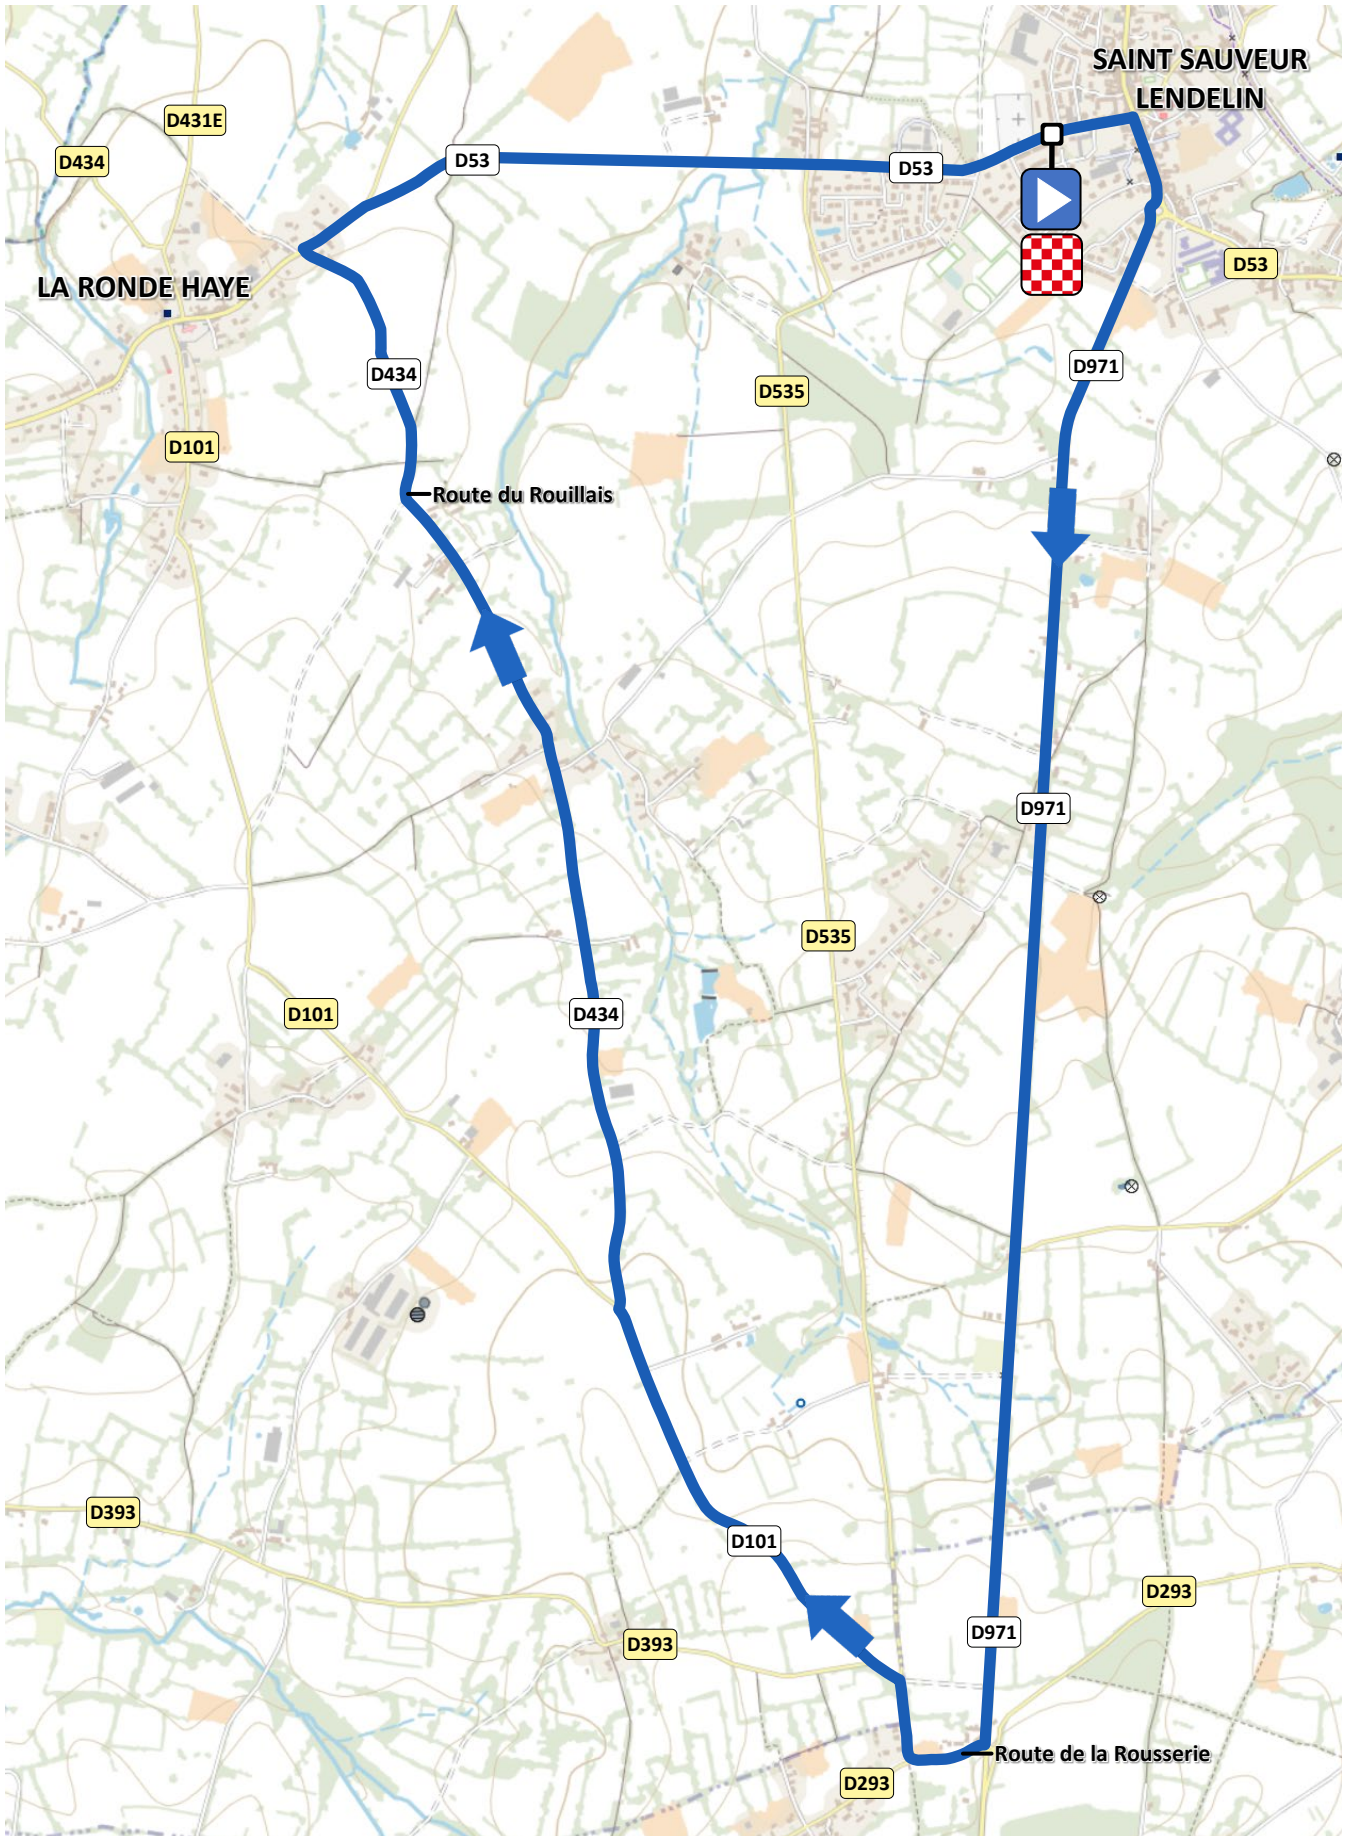 SAINT SAUVEUR
LENDELIN
D431E
D434
D53
D53
D53
LA RONDE HAYE
D971
D434
D535
D101
Route du Rouillais
D971
D535
D101
D434
D393
D101
D293
D971
D393
Route de la Rousserie
D293